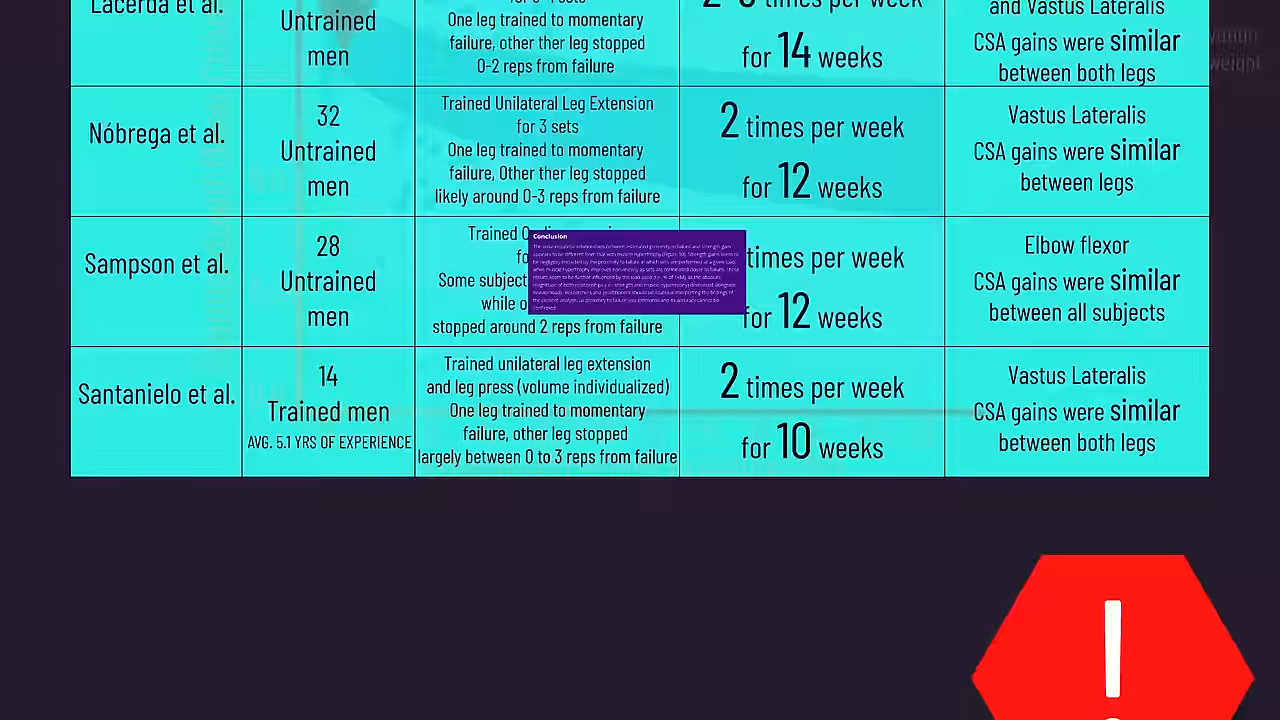 Lacerda et al.
Untrained
men
One leg trained to momentary
failure, other ther leg stopped
0-2 reps from failure
times per week
for 14 weeks
and Vastus Lateralis
CSA gains were similar
between both legs
weight
Nóbrega et al.
32
Untrained
men
Trained Unilateral Leg Extension
for 3 sets
One leg trained to momentary
failure, Other ther leg stopped
likely around 0-3 reps from failure
2 times per week
for 12 weeks
Vastus Lateralis
CSA gains were similar
between legs
Sampson et al.
28
Untrained
men
Trained
Some subject
while
stopped around 2 reps from failure
Conclusion
times per week
for 12 weeks
Elbow flexor
CSA gains were similar
between all subjects
Santanielo et al.
14
Trained men
AVG. 5.1 YRS OF EXPERIENCE
Trained unilateral leg extension
and leg press (volume individualized)
One leg trained to momentary
failure, other leg stopped
largely between 0 to 3 reps from failure
2 times per week
for 10 weeks
Vastus Lateralis
CSA gains were similar
between both legs
!